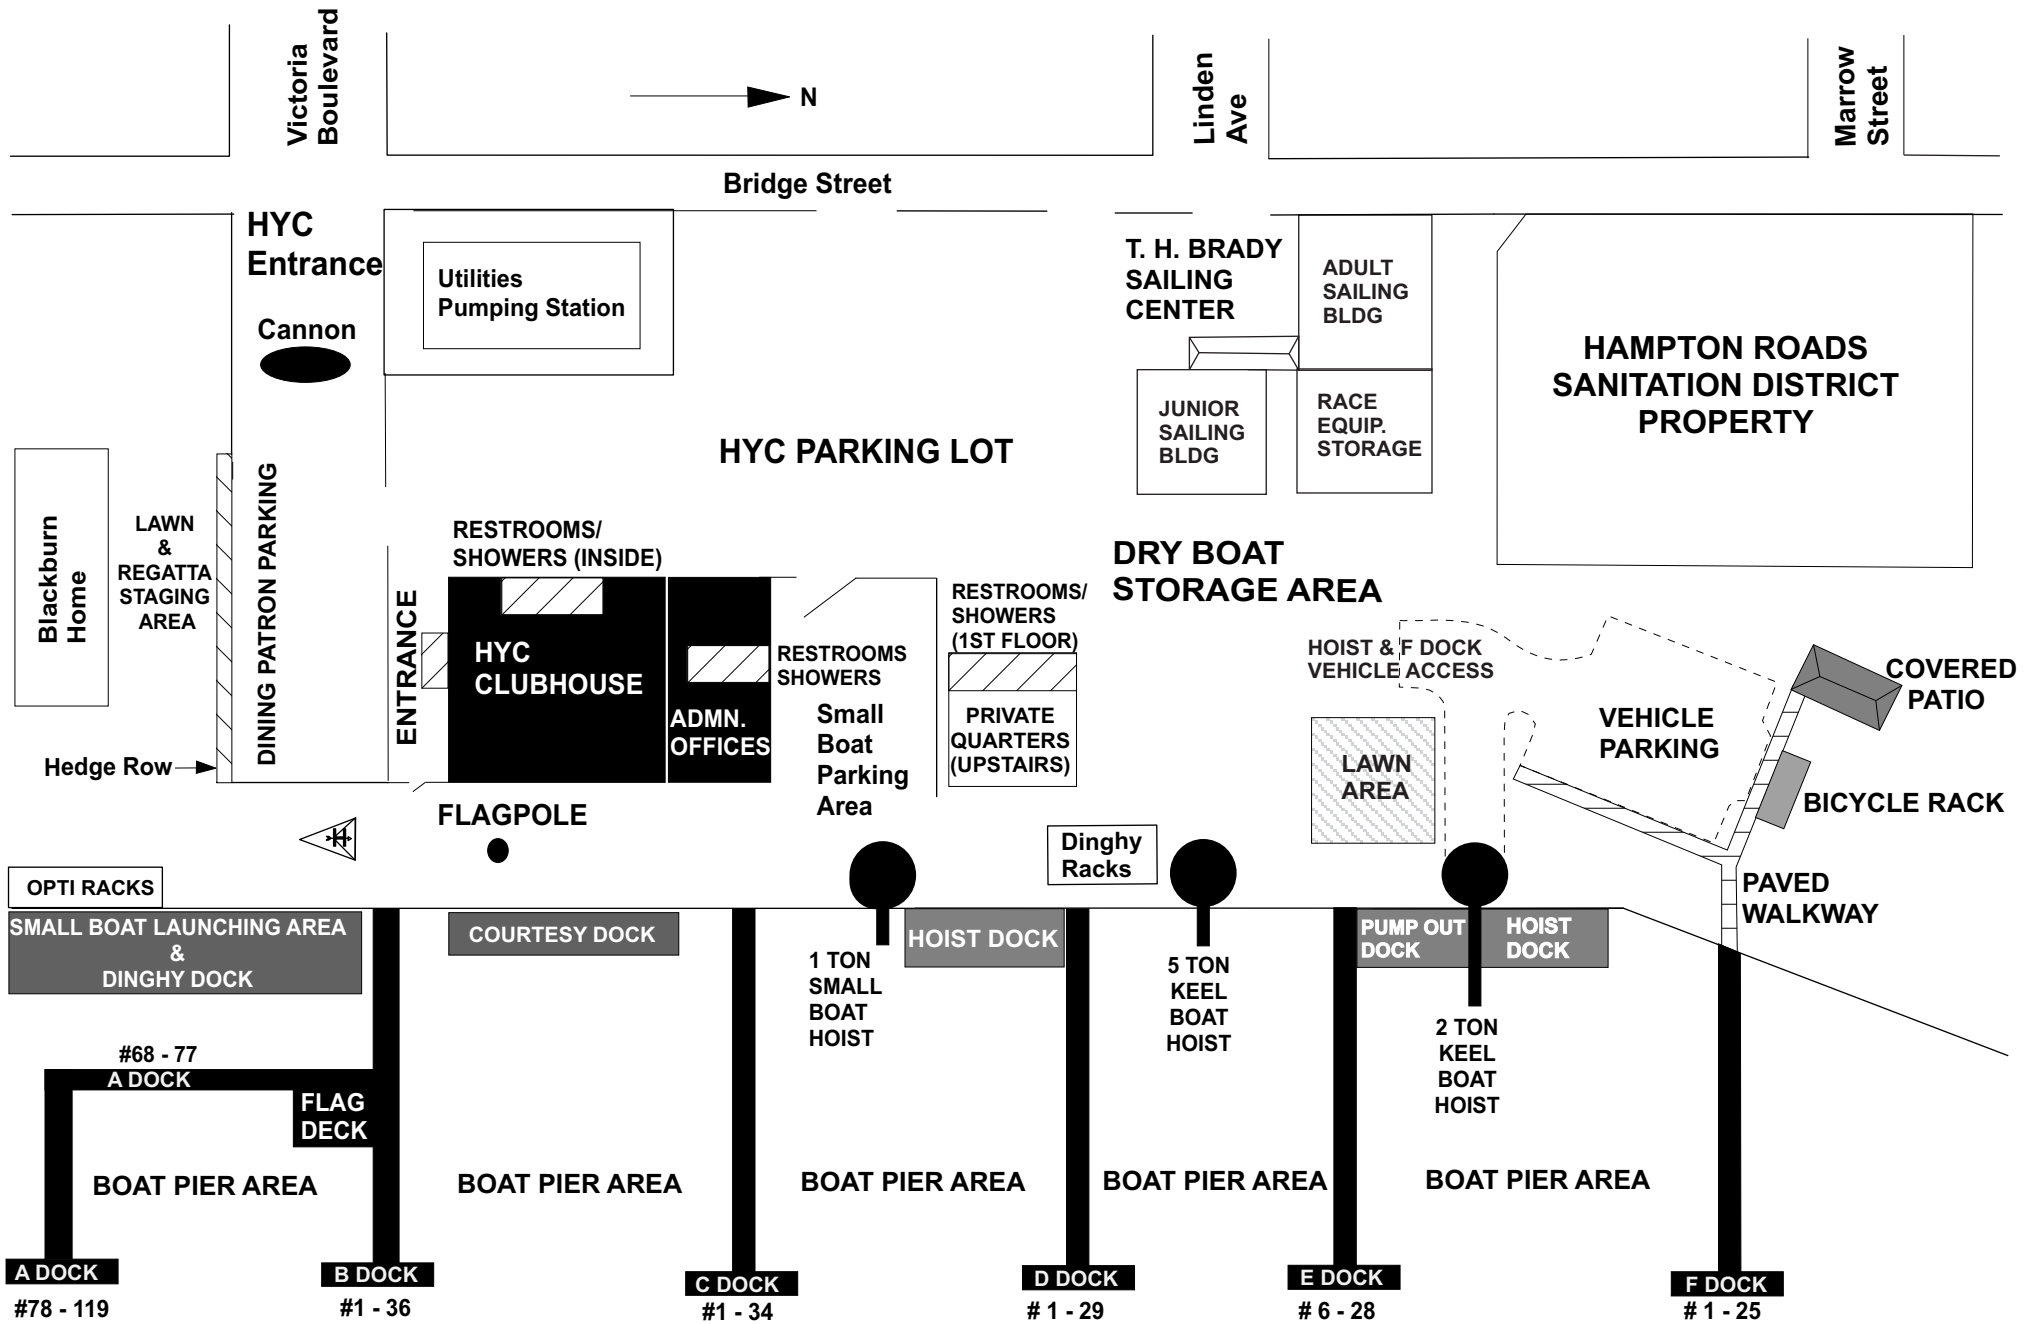 Victoria
Boulevard
N
Linden
Ave
Marrow
Street
Bridge Street
HYC
Entrance
Utilities
Pumping Station
Cannon
T. H. BRADY
SAILING
CENTER
ADULT
SAILING
BLDG
JUNIOR
SAILING
BLDG
RACE
EQUIP.
STORAGE
HAMPTON ROADS
SANITATION DISTRICT
PROPERTY
HYC PARKING LOT
Blackburn
Home
LAWN
&
REGATTA
STAGING
AREA
DINING PATRON PARKING
ENTRANCE
RESTROOMS/
SHOWERS (INSIDE)
HYC
CLUBHOUSE
ADMN.
OFFICES
RESTROOMS
SHOWERS
Small
Boat
Parking
Area
RESTROOMS/
SHOWERS
(1ST FLOOR)
PRIVATE
QUARTERS
(UPSTAIRS)
DRY BOAT
STORAGE AREA
HOIST & F DOCK
VEHICLE ACCESS
LAWN
AREA
VEHICLE
PARKING
COVERED
PATIO
BICYCLE RACK
PAVED
WALKWAY
Hedge Row
H
FLAGPOLE
Dinghy
Racks
OPTI RACKS
SMALL BOAT LAUNCHING AREA
&
DINGHY DOCK
COURTESY DOCK
1 TON
SMALL
BOAT
HOIST
HOIST DOCK
5 TON
KEEL
BOAT
HOIST
PUMP OUT
DOCK
HOIST
DOCK
2 TON
KEEL
BOAT
HOIST
#68 - 77
A DOCK
FLAG
DECK
BOAT PIER AREA
BOAT PIER AREA
BOAT PIER AREA
BOAT PIER AREA
BOAT PIER AREA
A DOCK
#78 - 119
B DOCK
#1 - 36
C DOCK
#1 - 34
D DOCK
# 1 - 29
E DOCK
# 6 - 28
F DOCK
# 1 - 25